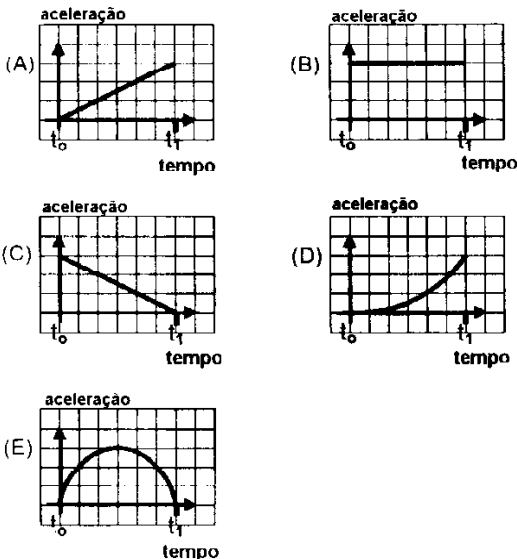 aceleração
(A)
t₀
t₁
tempo
aceleração
(B)
t₀
t₁
tempo
aceleração
(C)
t₀
t₁
tempo
aceleração
(D)
t₀
t₁
tempo
aceleração
(E)
t₀
t₁
tempo